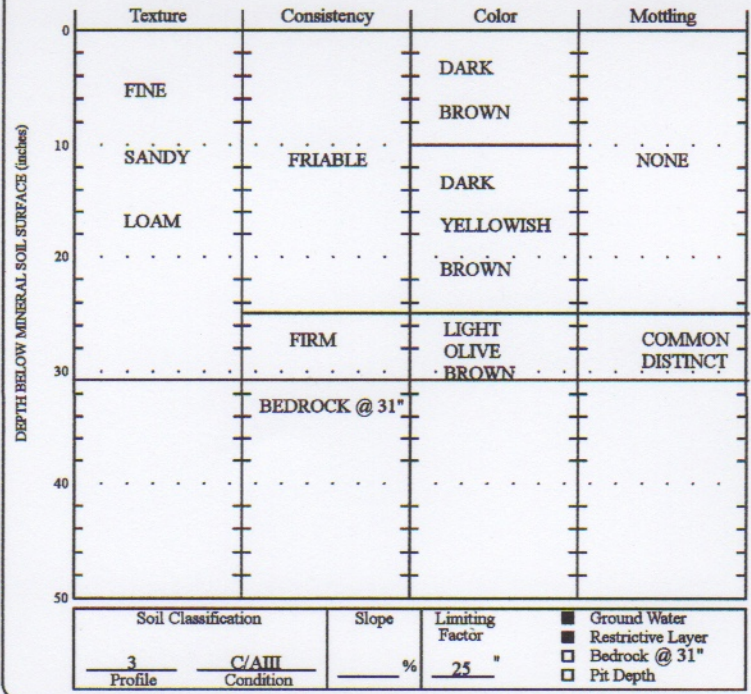 Texture Consistency Color Mottling
DEPTH BELOW MINERAL SOIL SURFACE (inches)
0
DARK
FINE
BROWN
10
SANDY FRIABLE NONE
DARK
LOAM YELLOWISH
20
BROWN
LIGHT
FIRM OLIVE COMMON
DISTINCT
30 BROWN
BEDROCK @ 31"
40
50
Soil Classification Slope Limiting Factor
3 C/AIII % 25 "
Profile Condition
Ground Water
Restrictive Layer
Bedrock @ 31"
Pit Depth